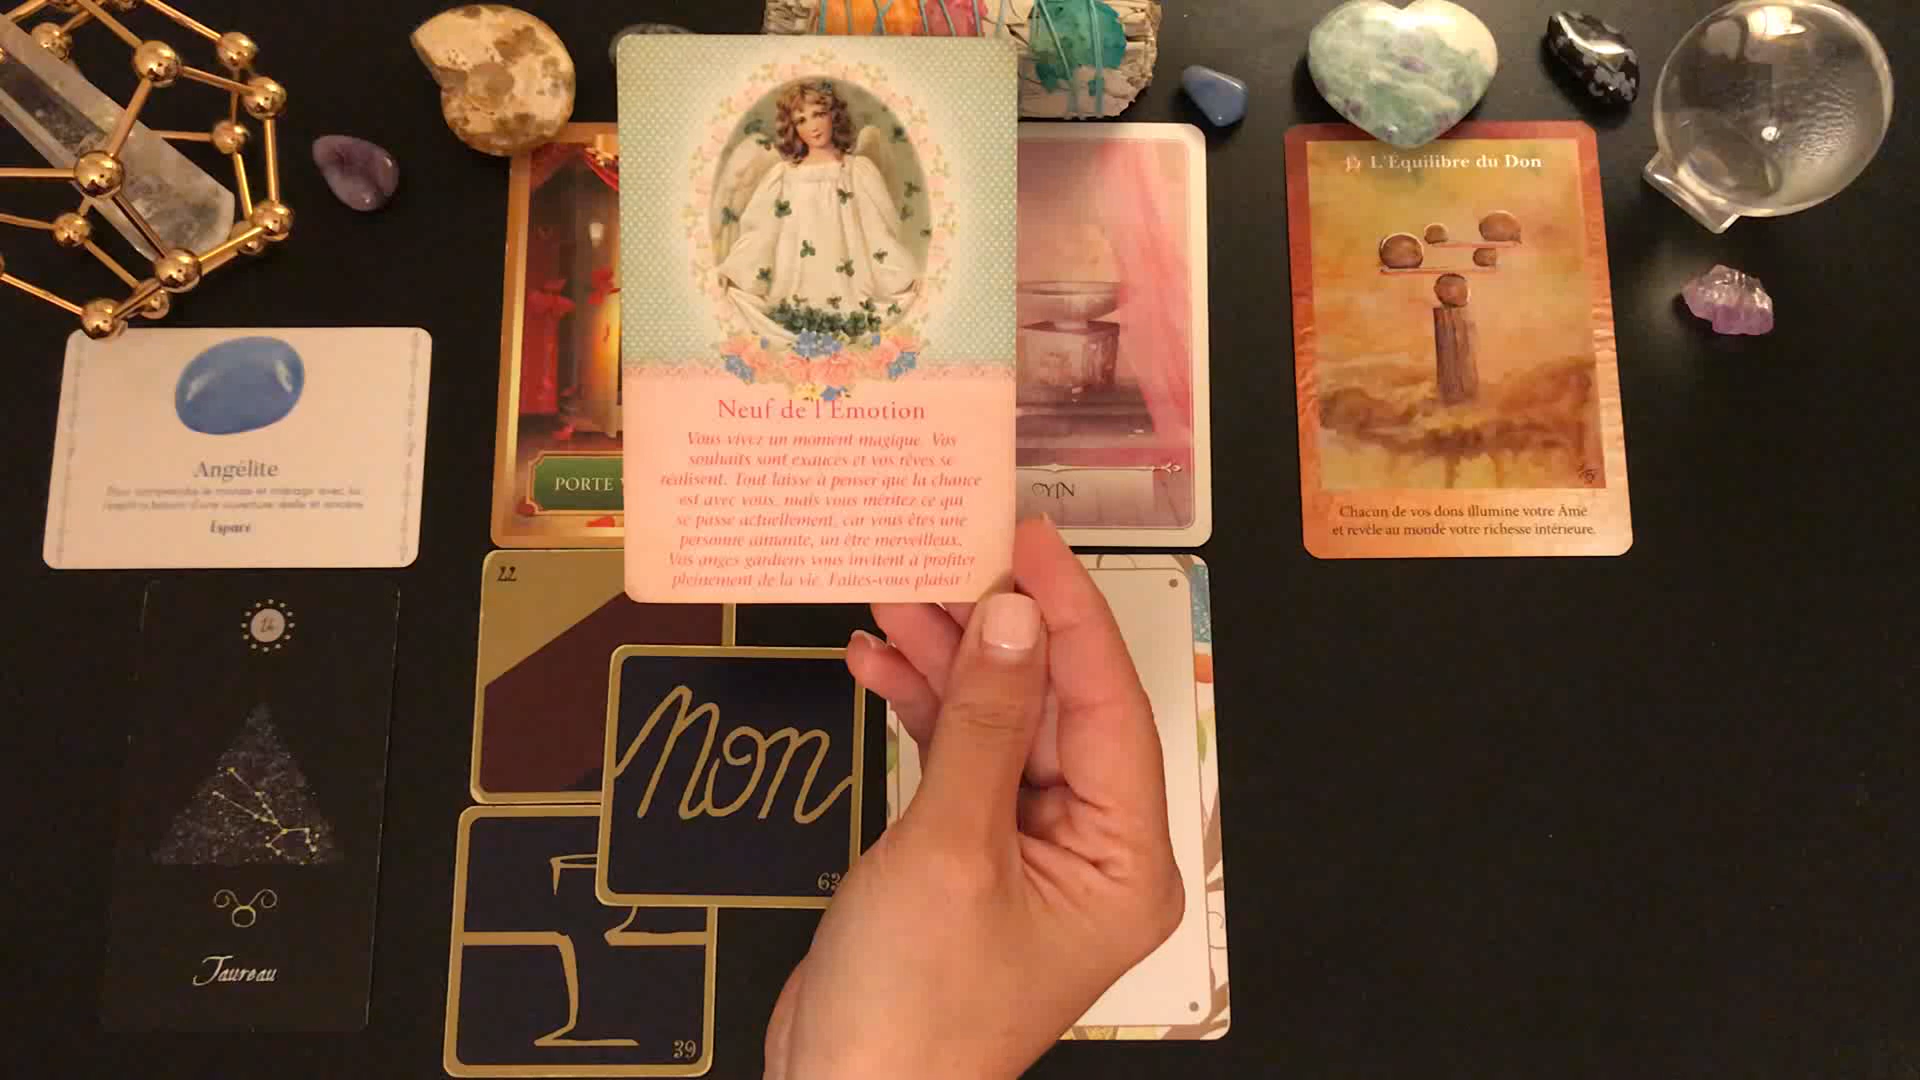 L'Equilibre du Don
Neuf de l'Emotion
Vous vivez un moment magique. Vos
souhaits sont exaucés et vos rêves se
réalisent. Tout laisse à penser que la chance
est avec vous, mais vous méritez ce qui
se passe actuellement, car vous êtes une
personne aimante, un être merveilleux.
Vos anges gardiens vous invitent à profiter
pleinement de la vie. Faites-vous plaisir !
Angélite
Espace
PORTE
YIN
Chacun de vos dons illumine votre Âme
et revèle au monde votre richesse intérieure.
77
Non
63
39
Taureau